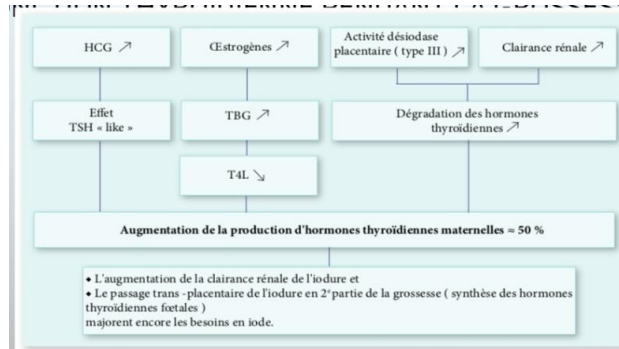 HCG ↗
Œstrogènes ↗
Activité désiodase
placentaire ( type III ) ↗
Clairance rénale ↗
Effet
TSH « like »
TBG ↗
Dégradation des hormones
thyroïdiennes ↗
T4L ↘
Augmentation de la production d'hormones thyroïdiennes maternelles ≈ 50 %
◆ L'augmentation de la clairance rénale de l'iodure et
◆ Le passage trans -placentaire de l'iodure en 2e partie de la grossesse ( synthèse des hormones
thyroïdiennes fœtales )
majorent encore les besoins en iode.